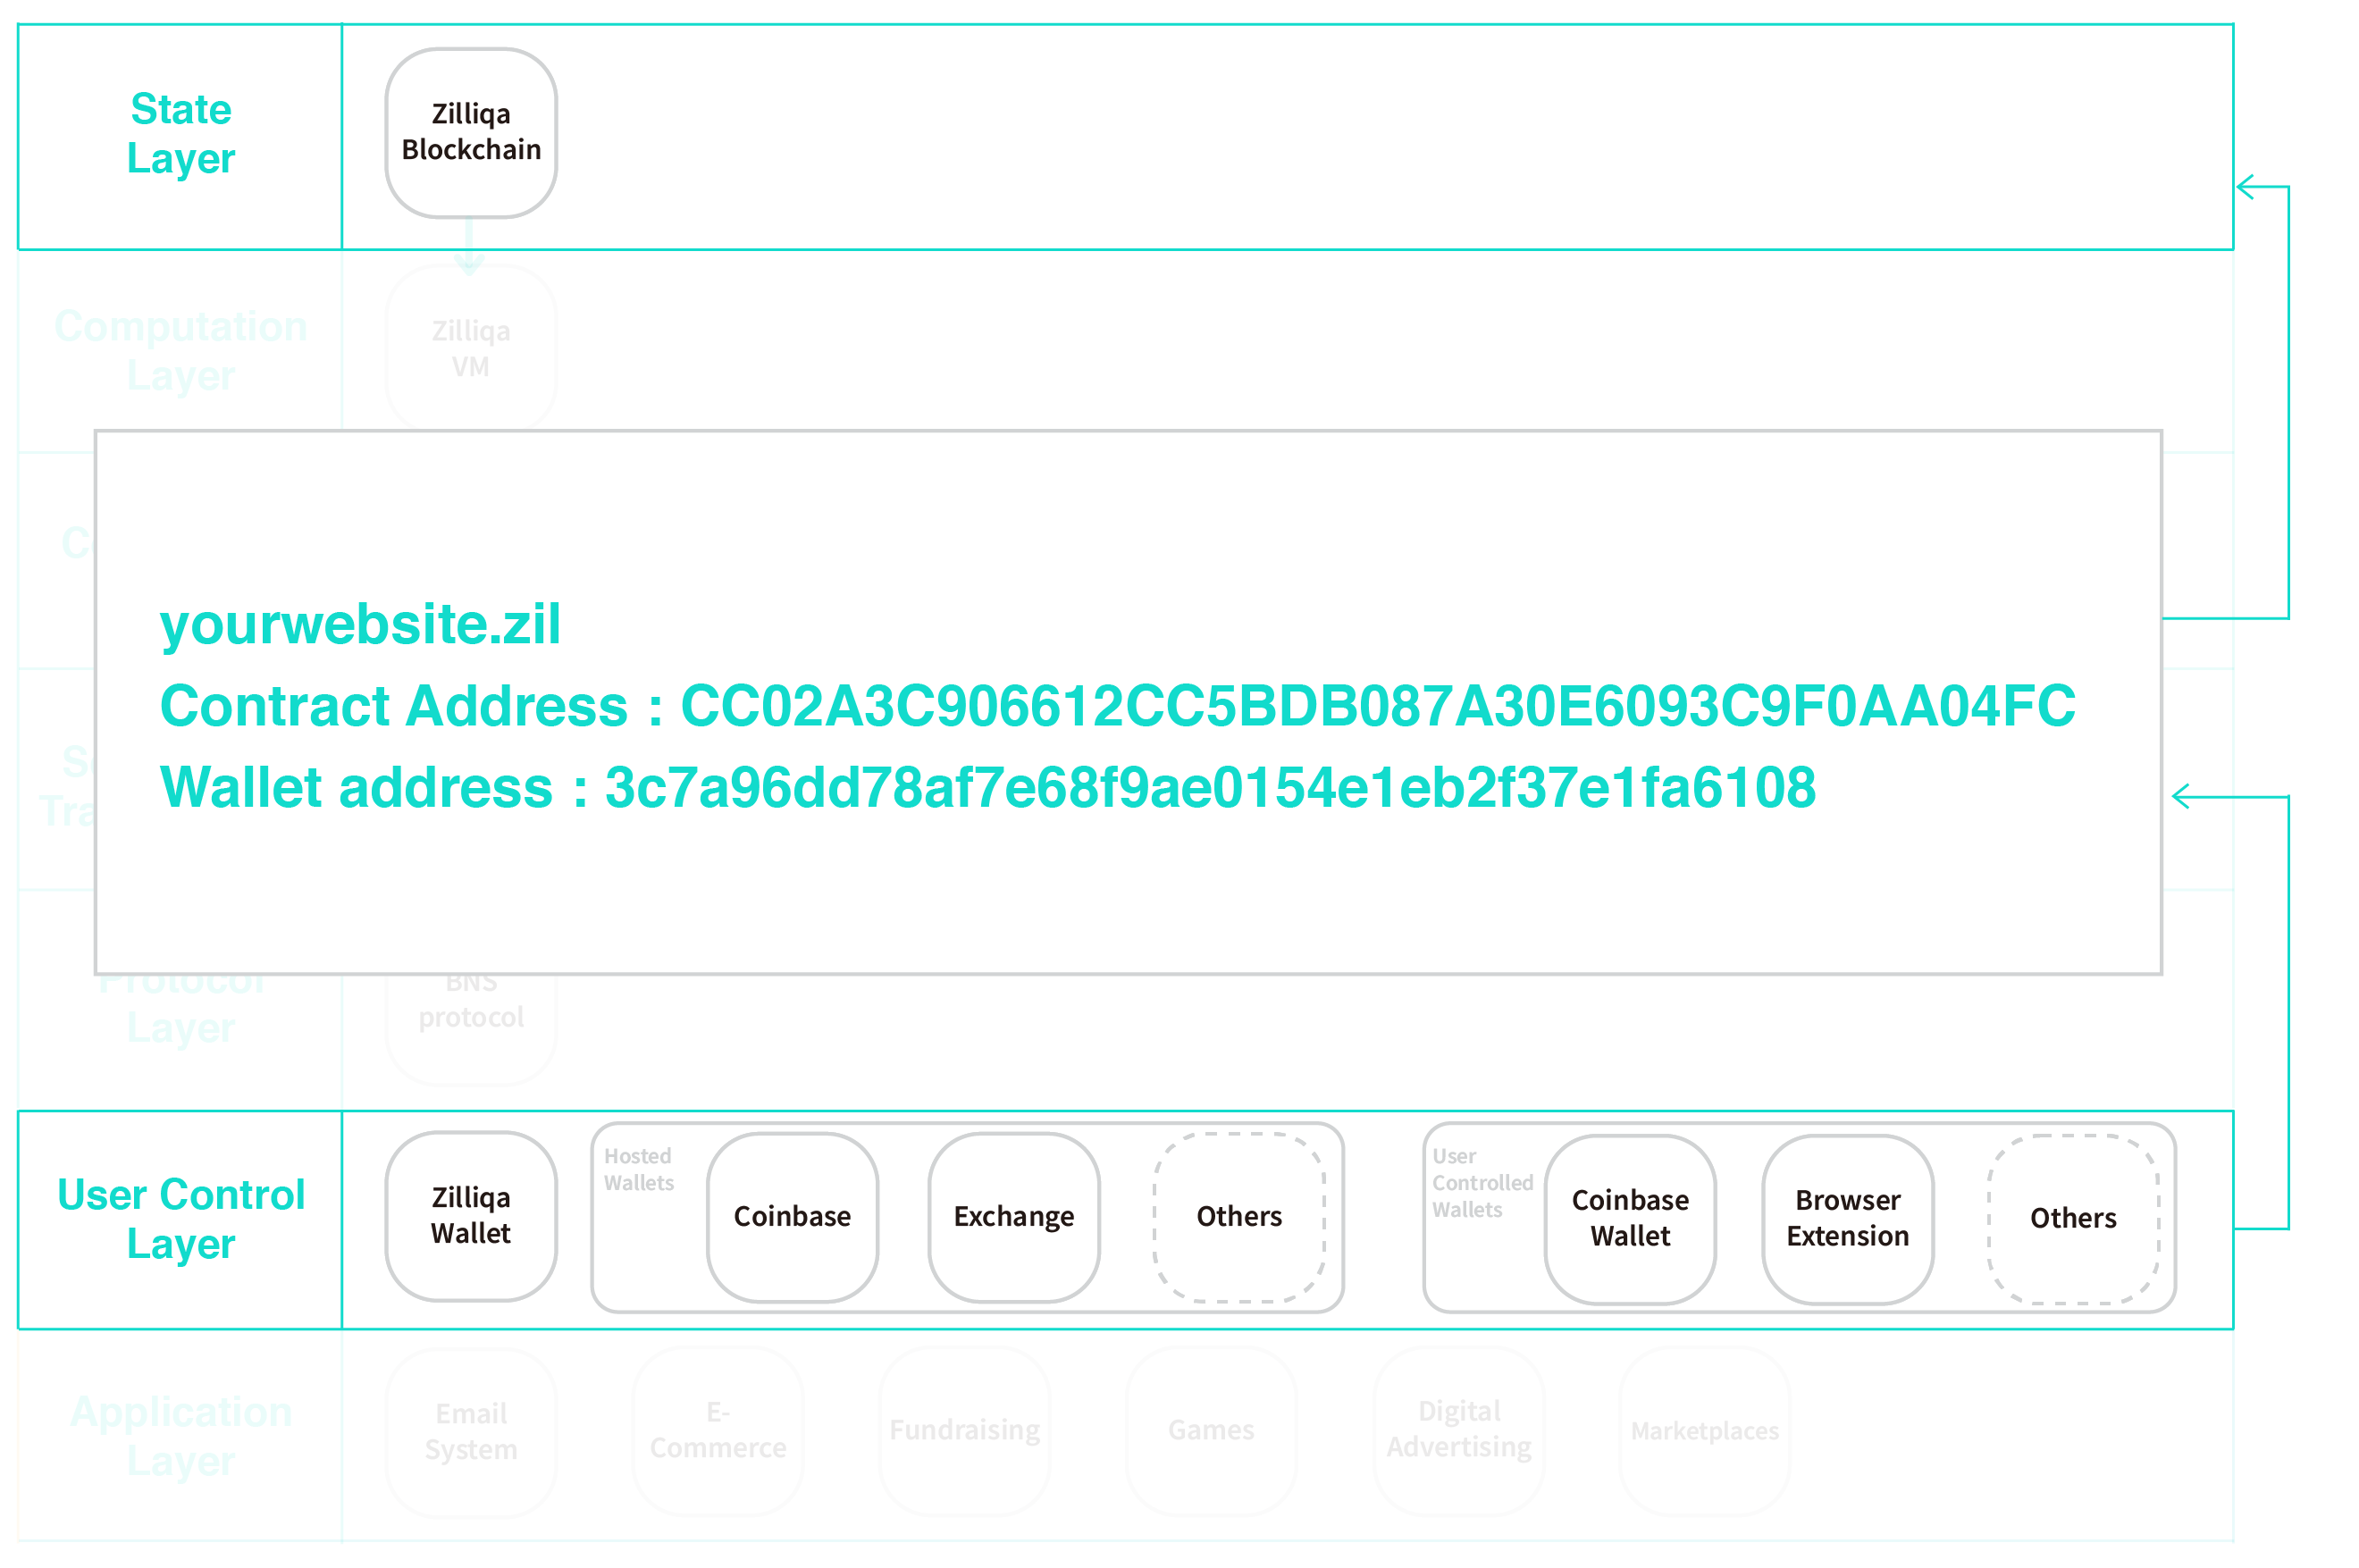 State
Layer
Zilliqa
Blockchain
Computation
Layer
Zilliqa
VM
yourwebsite.zil
Contract Address : CC02A3C906612CC5BDB087A30E6093C9F0AA04FC
Wallet address : 3c7a96dd78af7e68f9ae0154e1eb2f37e1fa6108
Protocol
Layer
BNS
protocol
User Control
Layer
Zilliqa
Wallet
Hosted
Wallets
Coinbase
Exchange
Others
User
Controlled
Wallets
Coinbase
Wallet
Browser
Extension
Others
Application
Layer
Email
System
E-
Commerce
Fundraising
Games
Digital
Advertising
Marketplaces